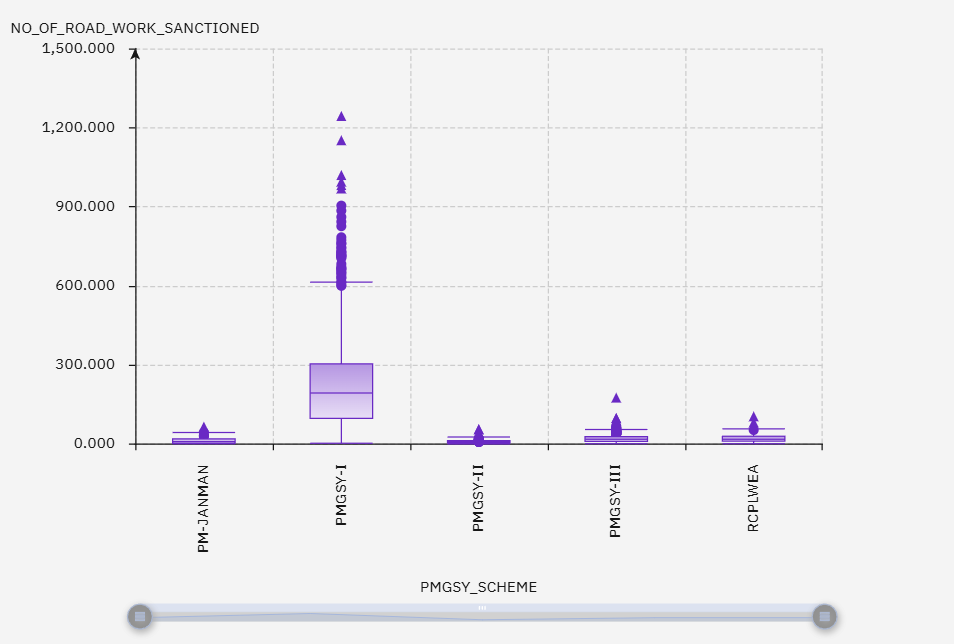 NO_OF_ROAD_WORK_SANCTIONED
1,500.000
1,200.000
900.000
600.000
300.000
0.000
PM-JANMAN
PMGSY-I
PMGSY-II
PMGSY-III
RCPLWEA
PMGSY_SCHEME